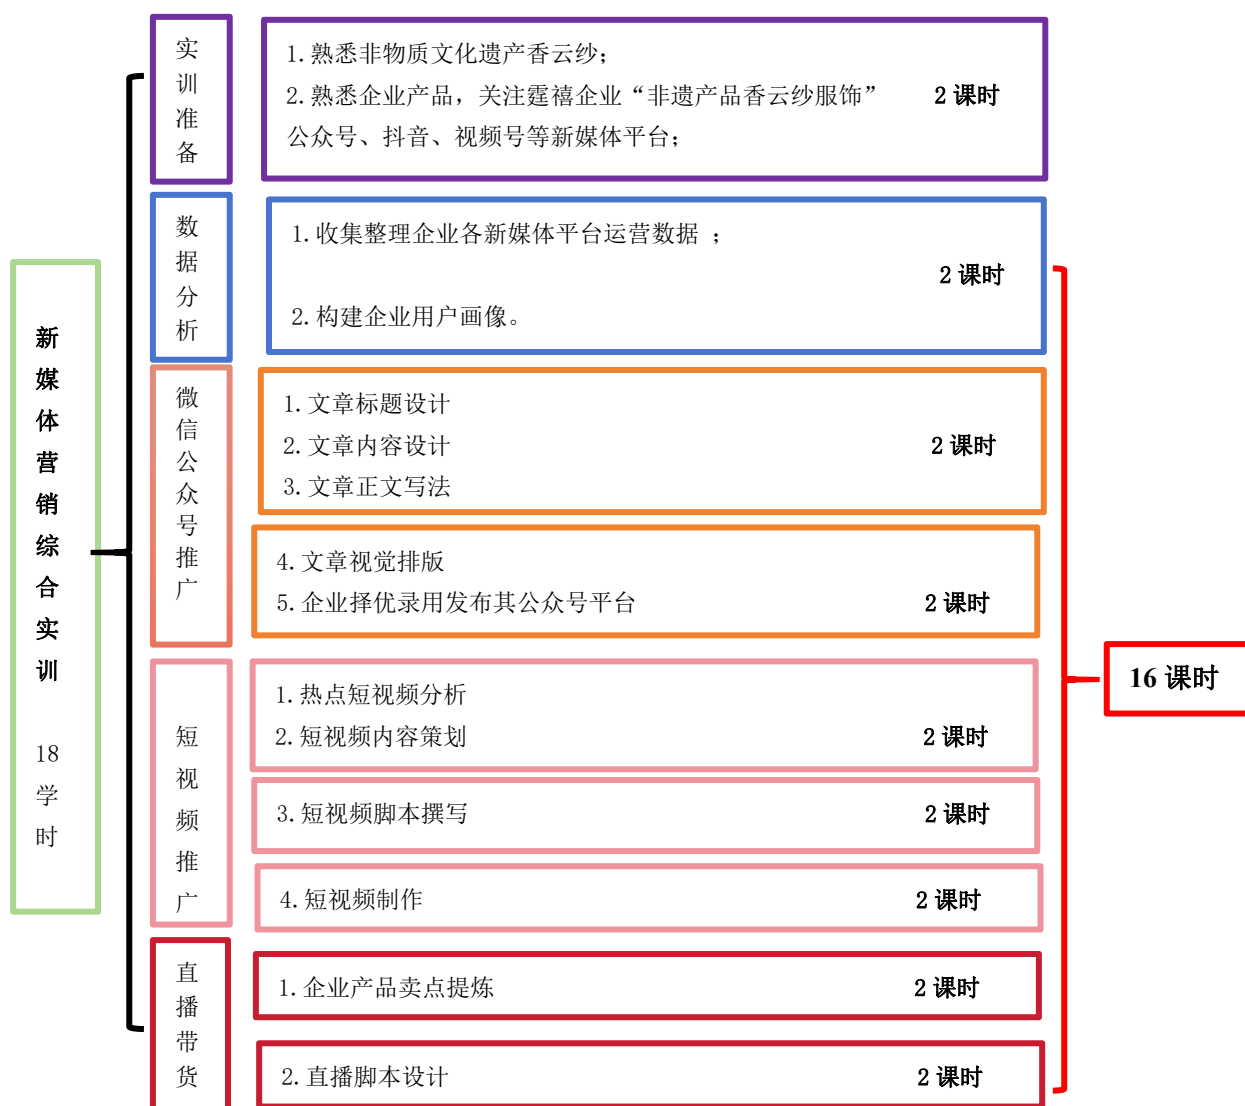 新媒体营销综合实训
18学时
实训准备
1.熟悉非物质文化遗产香云纱；
2.熟悉企业产品，关注霆禧企业“非遗产品香云纱服饰” 2 课时
公众号、抖音、视频号等新媒体平台；
数据分析
1.收集整理企业各新媒体平台运营数据 ；
2 课时
2.构建企业用户画像。
微信公众号推广
1.文章标题设计
2.文章内容设计 2 课时
3.文章正文写法
4.文章视觉排版
5.企业择优录用发布其公众号平台 2 课时
短视频推广
1.热点短视频分析
2.短视频内容策划 2 课时
3.短视频脚本撰写 2 课时
4.短视频制作 2 课时
直播带货
1.企业产品卖点提炼 2 课时
2.直播脚本设计 2 课时
16 课时